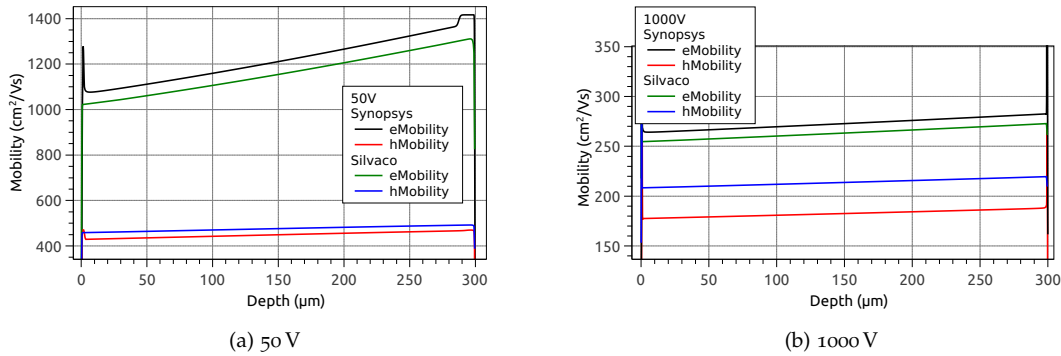 1400
1200
1000
800
600
400
Mobility (cm²/Vs)
50V
Synopsys
eMobility
hMobility
Silvaco
eMobility
hMobility
0 50 100 150 200 250 300
Depth (μm)
(a) 50 V
350
300
250
200
150
Mobility (cm²/Vs)
1000V
Synopsys
eMobility
hMobility
Silvaco
eMobility
hMobility
0 50 100 150 200 250 300
Depth (μm)
(b) 1000 V